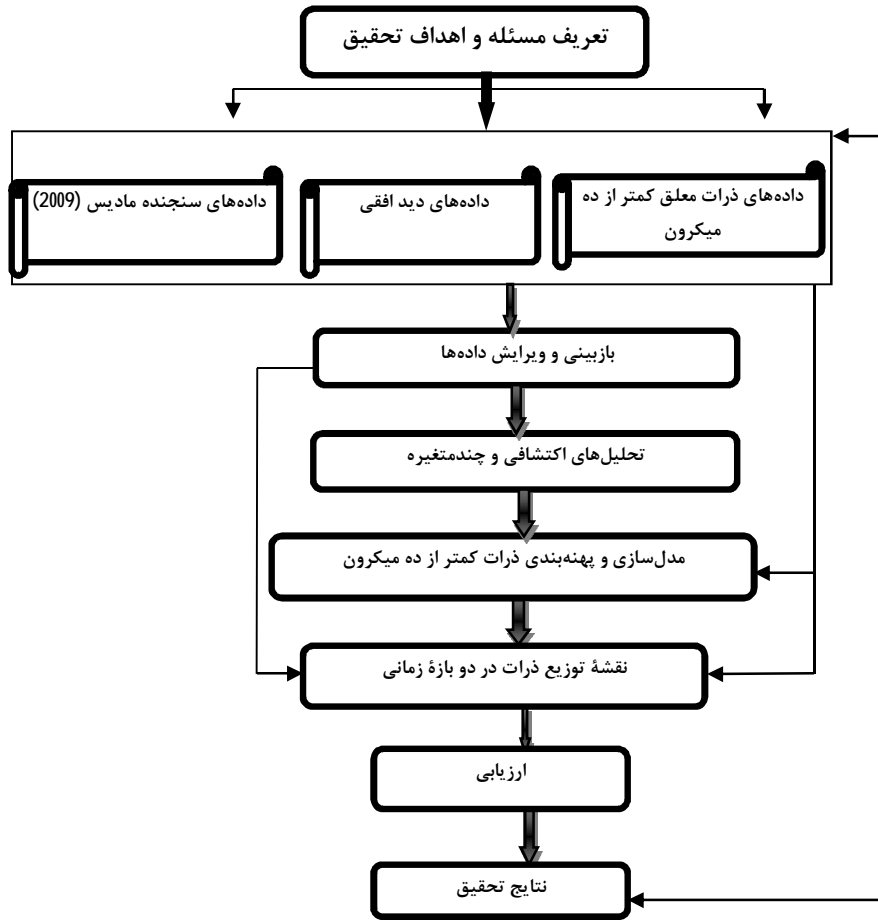 تعریف مسئله و اهداف تحقیق
داده‌های ذرات معلق کمتر از ده
میکرون
داده‌های دید افقی
داده‌های سنجنده مادیس (2009)
بازبینی و ویرایش داده‌ها
تحلیل‌های اکتشافی و چندمتغیره
مدل‌سازی و پهنه‌بندی ذرات کمتر از ده میکرون
نقشۀ توزیع ذرات در دو بازۀ زمانی
ارزیابی
نتایج تحقیق